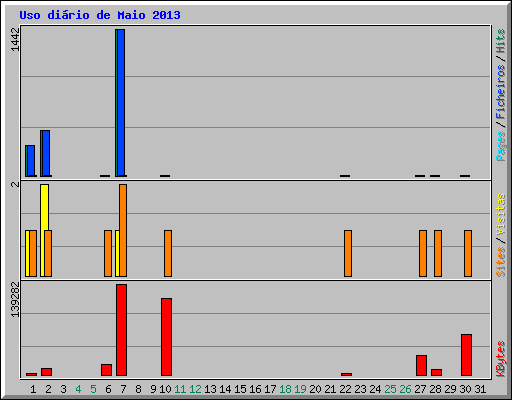 Uso diário de Maio 2013
1442
Pages / Ficheiros / Hits
2
Sites / Visitas
139282
KBytes
1 2 3 4 5 6 7 8 9 10 11 12 13 14 15 16 17 18 19 20 21 22 23 24 25 26 27 28 29 30 31